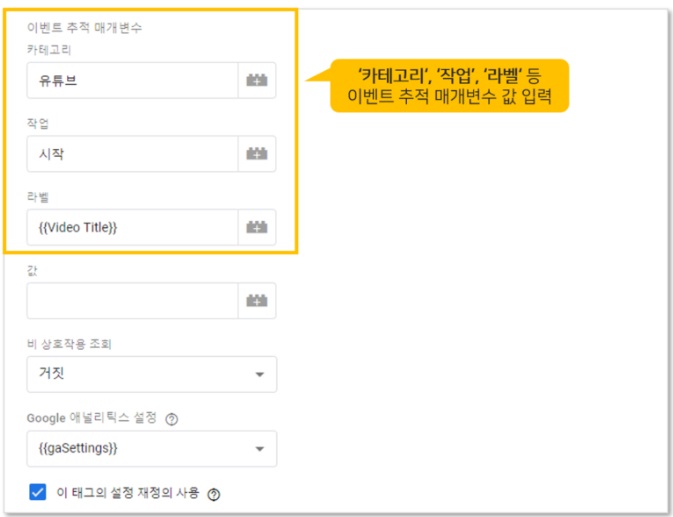 이벤트 추적 매개변수
카테고리
유튜브
'카테고리', '작업', '라벨' 등
이벤트 추적 매개변수 값 입력
작업
시작
라벨
{{Video Title}}
값
비 상호작용 조회
거짓
Google 애널리틱스 설정 ?
{{gaSettings}}
이 태그의 설정 재정의 사용 ?